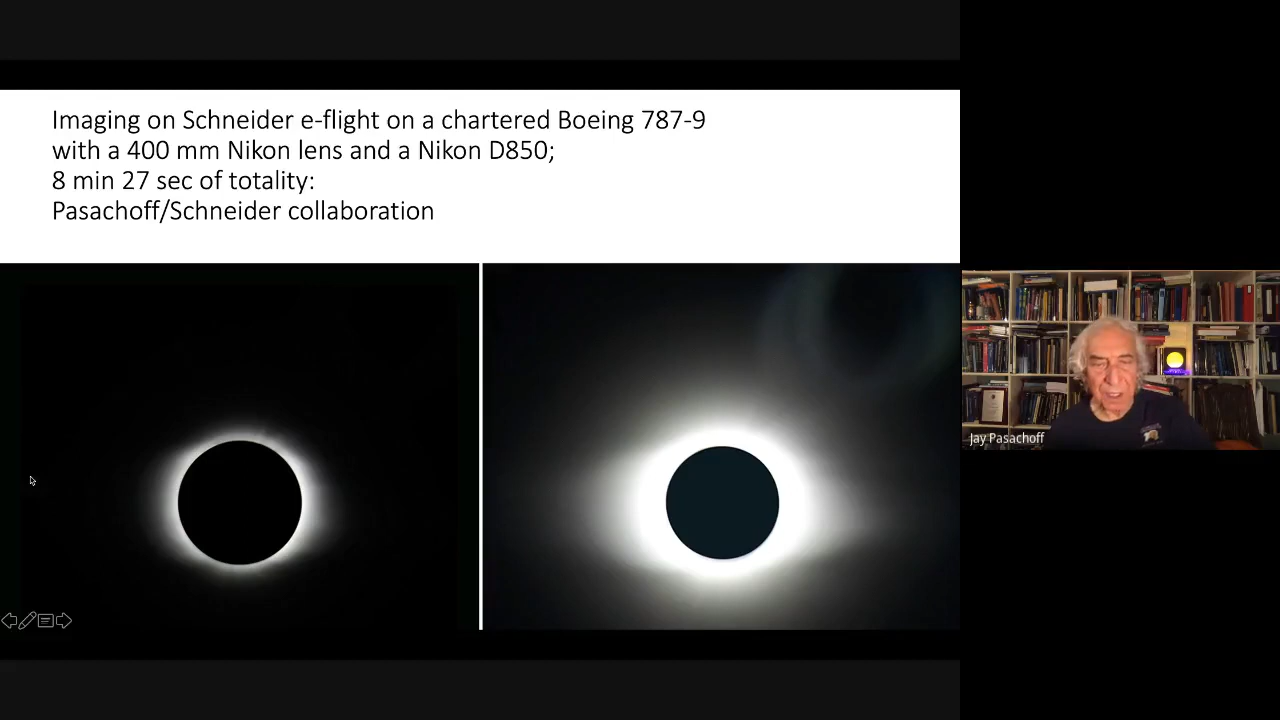 Imaging on Schneider e-flight on a chartered Boeing 787-9
with a 400 mm Nikon lens and a Nikon D850;
8 min 27 sec of totality:
Pasachoff/Schneider collaboration
Jay Pasachoff